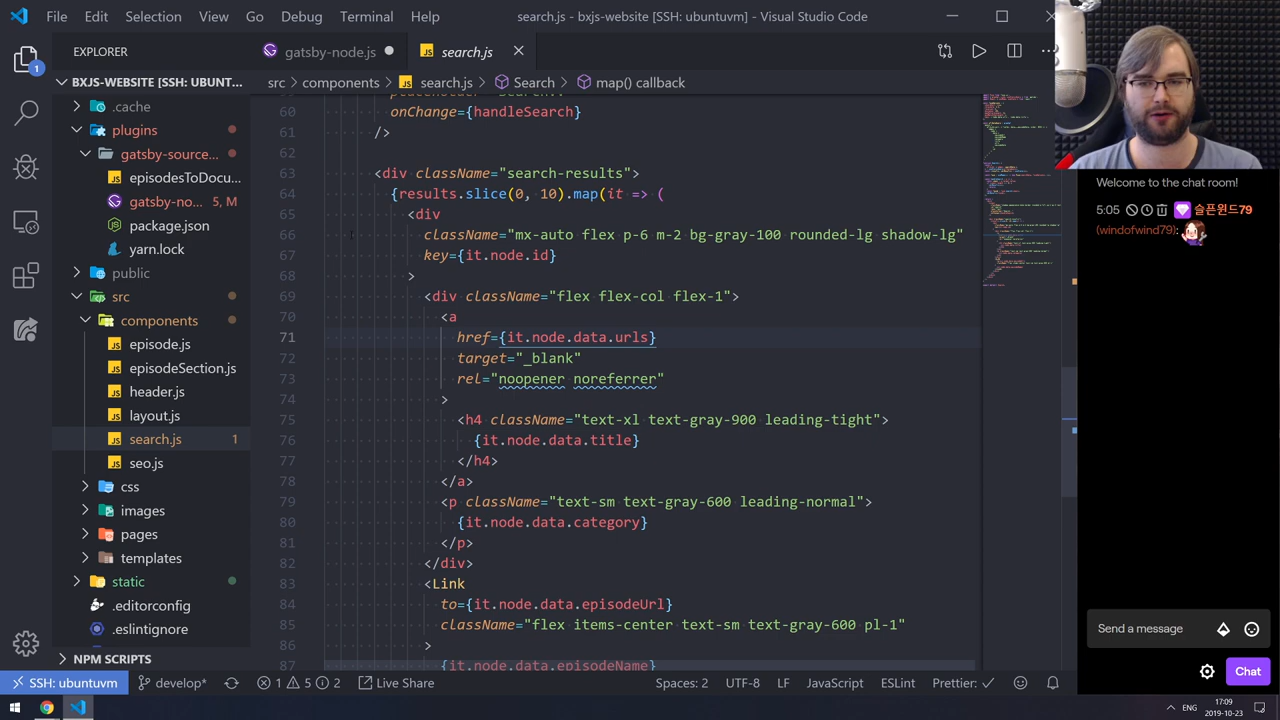 File Edit Selection View Go Debug Terminal Help
search.js - bxjs-website [SSH: ubuntuvm] - Visual Studio Code
EXPLORER
gatsby-node.js
search.js
BXJS-WEBSITE [SSH: UBUNT...
src > components > search.js > Search > map() callback
.cache
plugins
gatsby-source...
episodesToDocu...
gatsby-no... 5, M
package.json
yarn.lock
public
src
components
episode.js
episodeSection.js
header.js
layout.js
search.js 1
seo.js
css
images
pages
templates
static
.editorconfig
.eslintignore
NPM SCRIPTS
onChange={handleSearch}
/>
62
<div className="search-results">
{results.slice(0, 10).map(it => (
<div
className="mx-auto flex p-6 m-2 bg-gray-100 rounded-lg shadow-lg"
67 key={it.node.id}
68 >
69 <div className="flex flex-col flex-1">
70 <a
71 href={it.node.data.urls}
72 target="_blank"
73 rel="noopener noreferrer"
74 >
75 <h4 className="text-xl text-gray-900 leading-tight">
76 {it.node.data.title}
77 </h4>
78 </a>
79 <p className="text-sm text-gray-600 leading-normal">
80 {it.node.data.category}
81 </p>
82 </div>
83 <Link
84 to={it.node.data.episodeUrl}
85 className="flex items-center text-sm text-gray-600 pl-1"
86 >
87 {it.node.data.episodeName}
SSH: ubuntuvm
develop*
1 5 2
Live Share
Spaces: 2 UTF-8 LF JavaScript ESLint Prettier: ✓
Welcome to the chat room!
5:05 슬픈윈드79
(windofwind79):
Send a message
Chat
ENG
17:09
2019-10-23
1